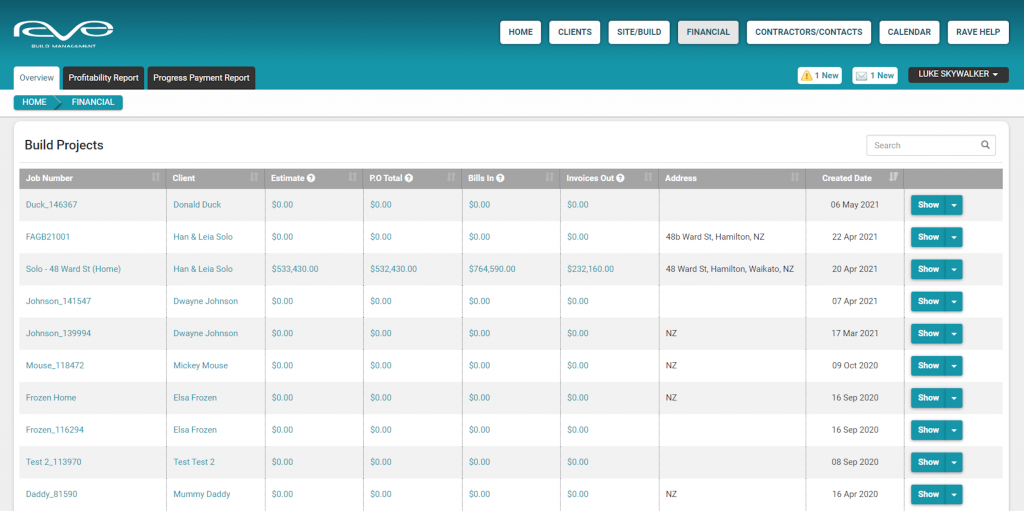 rave
BUILD MANAGEMENT
HOME CLIENTS SITE/BUILD FINANCIAL CONTRACTORS/CONTACTS CALENDAR RAVE HELP
Overview Profitability Report Progress Payment Report 1 New 1 New LUKE SKYWALKER
HOME FINANCIAL
Build Projects Search
Job Number Client Estimate P.O Total Bills In Invoices Out Address Created Date
Duck_146367 Donald Duck $0.00 $0.00 $0.00 $0.00 06 May 2021 Show
FAGB21001 Han & Leia Solo $0.00 $0.00 $0.00 $0.00 48b Ward St, Hamilton, NZ 22 Apr 2021 Show
Solo - 48 Ward St (Home) Han & Leia Solo $533,430.00 $532,430.00 $764,590.00 $232,160.00 48 Ward St, Hamilton, Waikato, NZ 20 Apr 2021 Show
Johnson_141547 Dwayne Johnson $0.00 $0.00 $0.00 $0.00 07 Apr 2021 Show
Johnson_139994 Dwayne Johnson $0.00 $0.00 $0.00 $0.00 NZ 17 Mar 2021 Show
Mouse_118472 Mickey Mouse $0.00 $0.00 $0.00 $0.00 NZ 09 Oct 2020 Show
Frozen Home Elsa Frozen $0.00 $0.00 $0.00 $0.00 NZ 16 Sep 2020 Show
Frozen_116294 Elsa Frozen $0.00 $0.00 $0.00 $0.00 16 Sep 2020 Show
Test 2_113970 Test Test 2 $0.00 $0.00 $0.00 $0.00 08 Sep 2020 Show
Daddy_81590 Mummy Daddy $0.00 $0.00 $0.00 $0.00 NZ 16 Apr 2020 Show